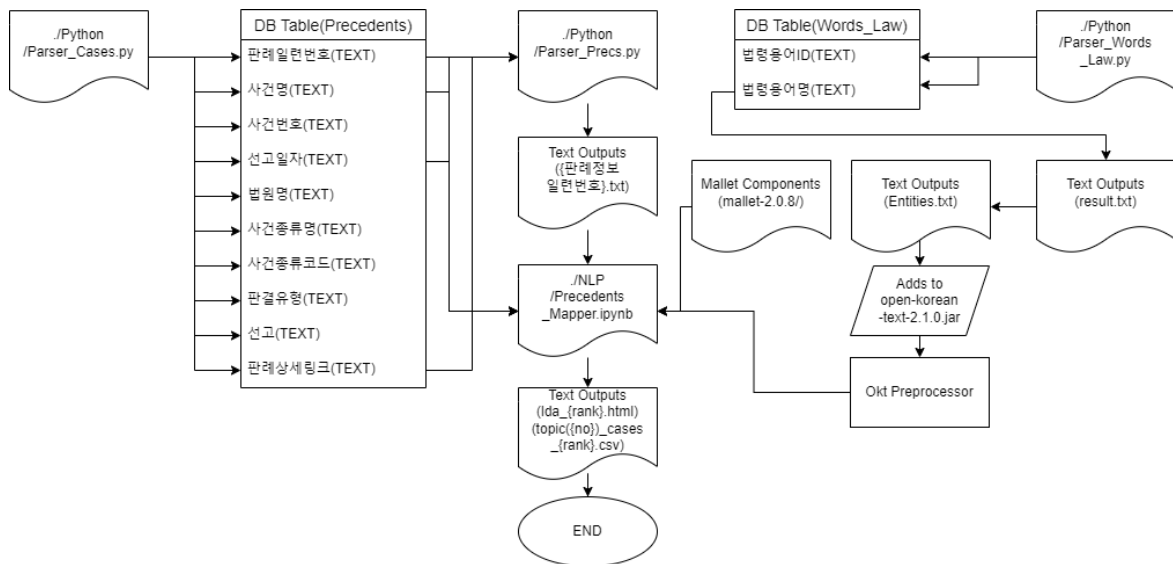 ./Python
/Parser_Cases.py
DB Table(Precedents)
판례일련번호(TEXT)
사건명(TEXT)
사건번호(TEXT)
선고일자(TEXT)
법원명(TEXT)
사건종류명(TEXT)
사건종류코드(TEXT)
판결유형(TEXT)
선고(TEXT)
판례상세링크(TEXT)
./Python
/Parser_Precs.py
Text Outputs
({판례정보
일련번호}.txt)
./NLP
/Precedents
_Mapper.ipynb
Text Outputs
(lda_{rank}.html)
(topic({no})_cases
_{rank}.csv)
END
Mallet Components
(mallet-2.0.8/)
DB Table(Words_Law)
법령용어ID(TEXT)
법령용어명(TEXT)
./Python
/Parser_Words
_Law.py
Text Outputs
(result.txt)
Text Outputs
(Entities.txt)
Adds to
open-korean
-text-2.1.0.jar
Okt Preprocessor